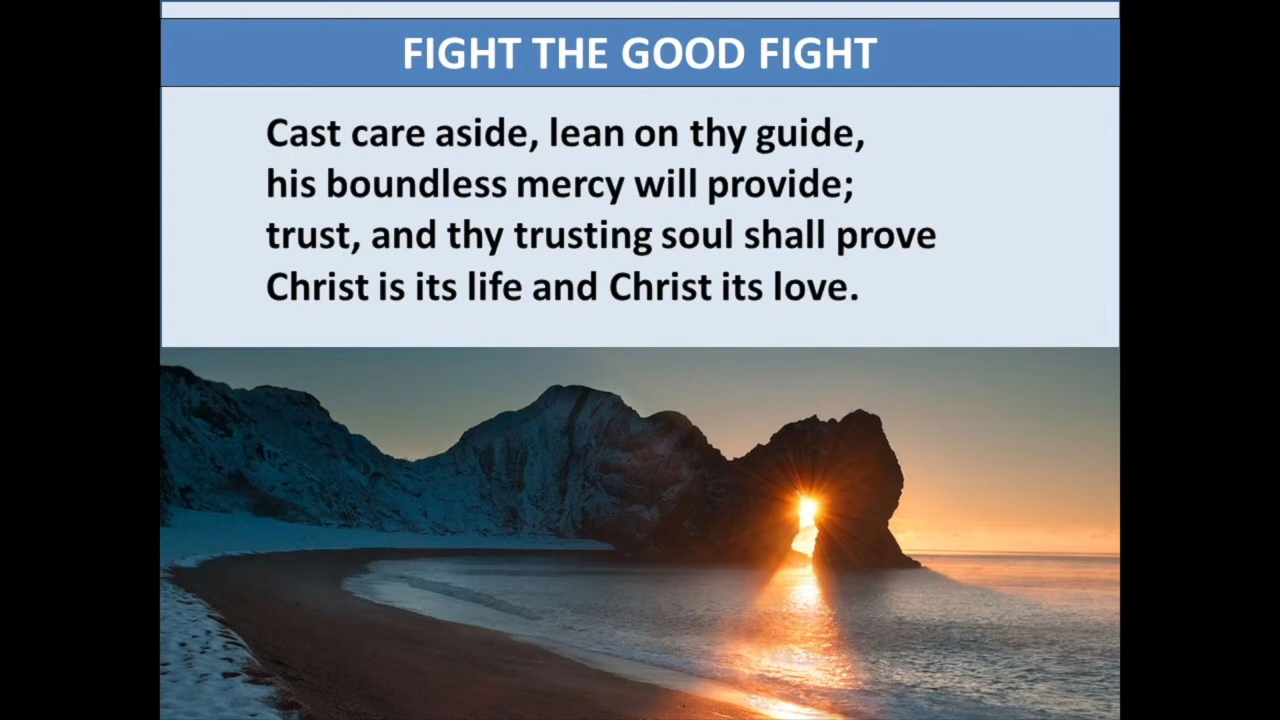 FIGHT THE GOOD FIGHT
Cast care aside, lean on thy guide,
his boundless mercy will provide;
trust, and thy trusting soul shall prove
Christ is its life and Christ its love.